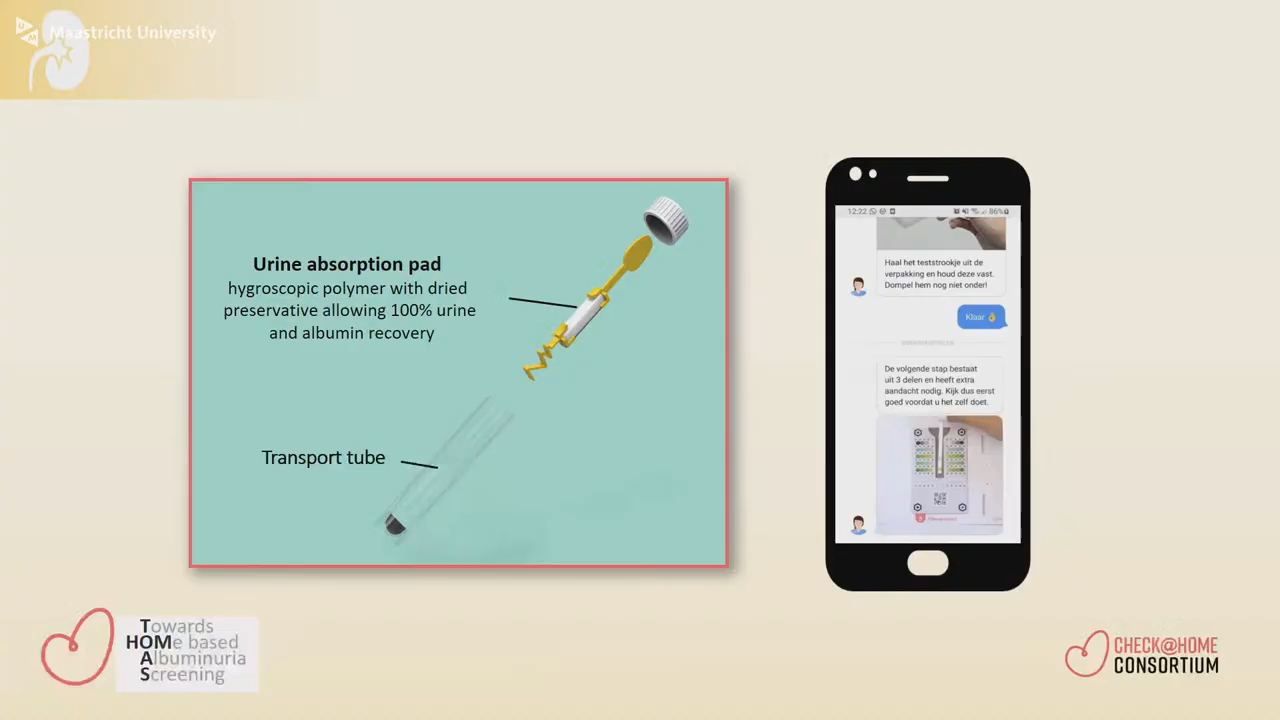 Maastricht University
Urine absorption pad
hygroscopic polymer with dried
preservative allowing 100% urine
and albumin recovery
Transport tube
12:32
86%
Haal het teststrookje uit de
verpakking en houd deze vast.
Dompel hem nog niet onder!
Klaar 👌
De volgende stap bestaat
uit 3 delen en heeft extra
aandacht nodig. Kijk dus eerst
goed voordat u het zelf doet.
Towards
HOMe based
Albuminuria
Screening
CHECK@HOME
CONSORTIUM